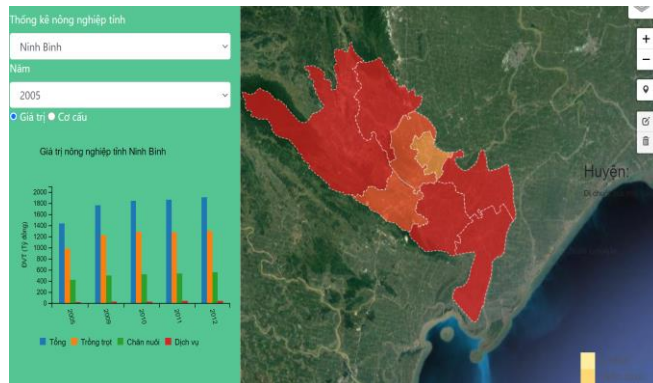 Thống kê nông nghiệp tỉnh
Ninh Bình
Năm
2005
Giá trị Cơ cấu
Giá trị nông nghiệp tỉnh Ninh Bình
ĐVT (Tỷ đồng)
2000
1800
1600
1400
1200
1000
800
600
400
200
0
2005
2009
2010
2011
2012
Tổng Trồng trọt Chăn nuôi Dịch vụ
+
−
Huyện: